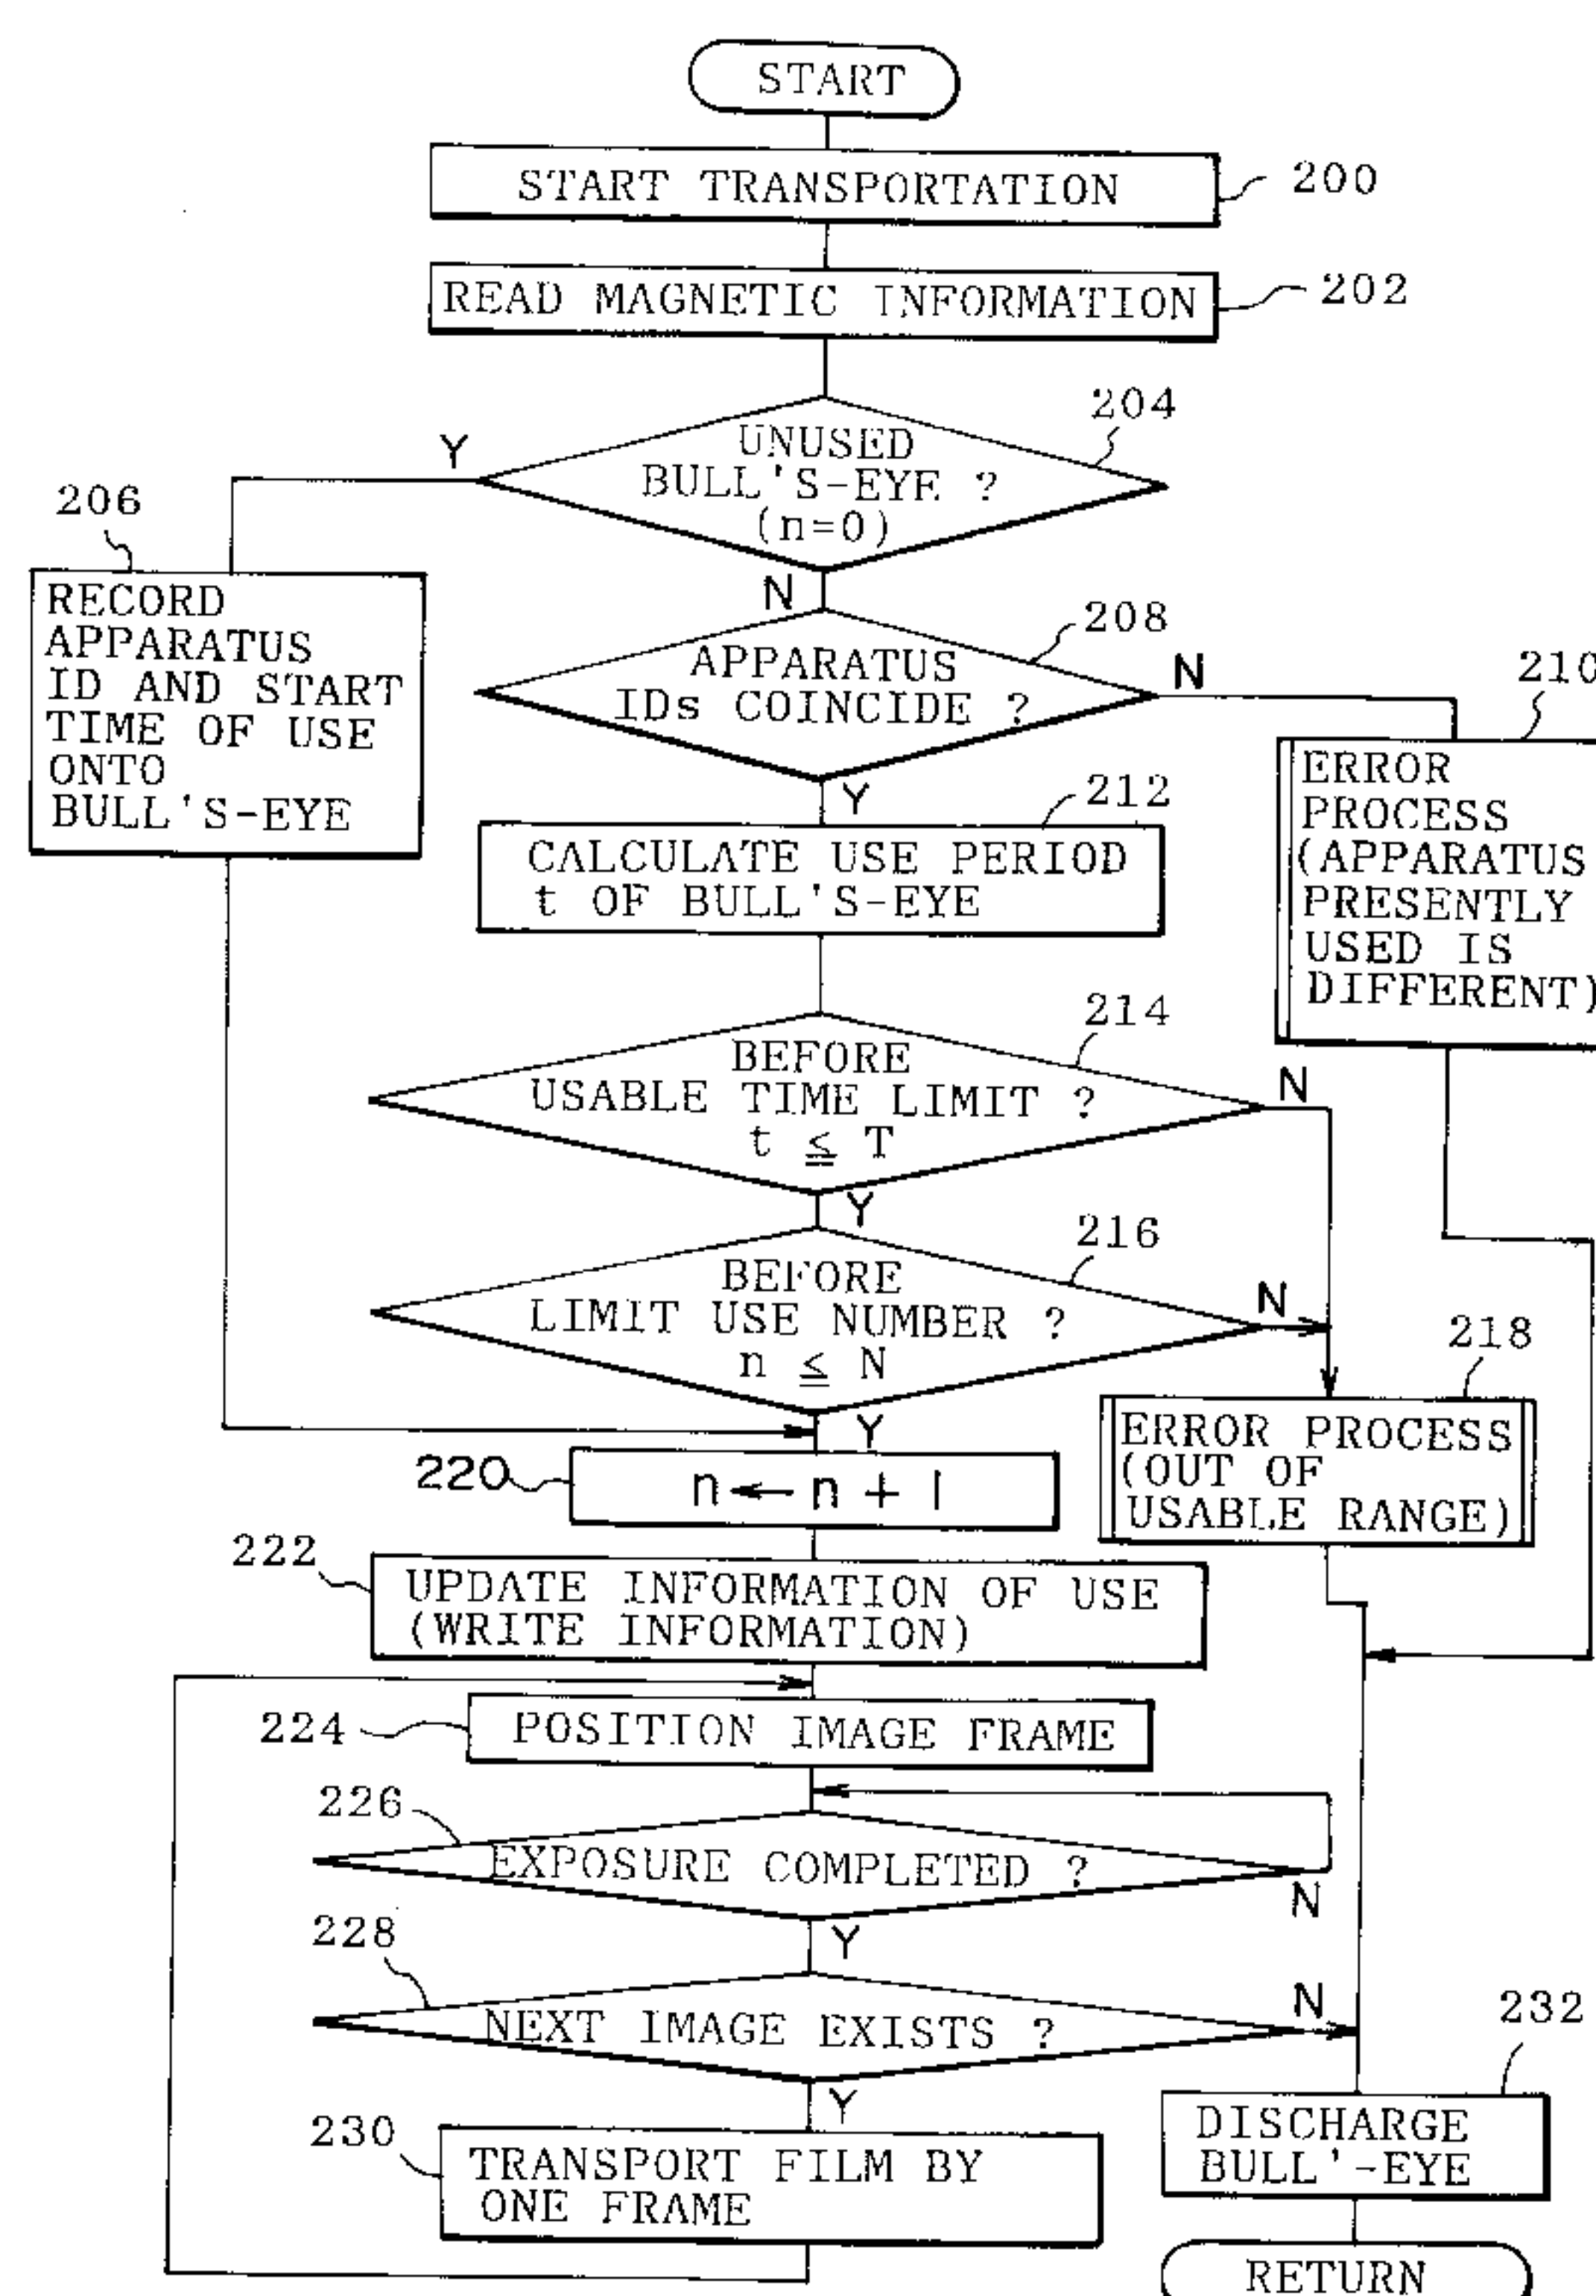 START
START TRANSPORTATION
200
READ MAGNETIC INFORMATION
202
204
UNUSED
BULL'S-EYE ?
(n=0)
Y
N
206
RECORD
APPARATUS
ID AND START
TIME OF USE
ONTO
BULL'S-EYE
208
APPARATUS
IDs COINCIDE ?
N
Y
210
ERROR
PROCESS
(APPARATUS
PRESENTLY
USED IS
DIFFERENT)
212
CALCULATE USE PERIOD
t OF BULL'S-EYE
214
BEFORE
USABLE TIME LIMIT ?
t ≦ T
N
Y
216
BEFORE
LIMIT USE NUMBER ?
n ≦ N
N
Y
218
ERROR PROCESS
(OUT OF
USABLE RANGE)
220
n ← n + 1
222
UPDATE INFORMATION OF USE
(WRITE INFORMATION)
224
POSITION IMAGE FRAME
226
EXPOSURE COMPLETED ?
N
Y
228
NEXT IMAGE EXISTS ?
N
Y
230
TRANSPORT FILM BY
ONE FRAME
232
DISCHARGE
BULL'-EYE
RETURN